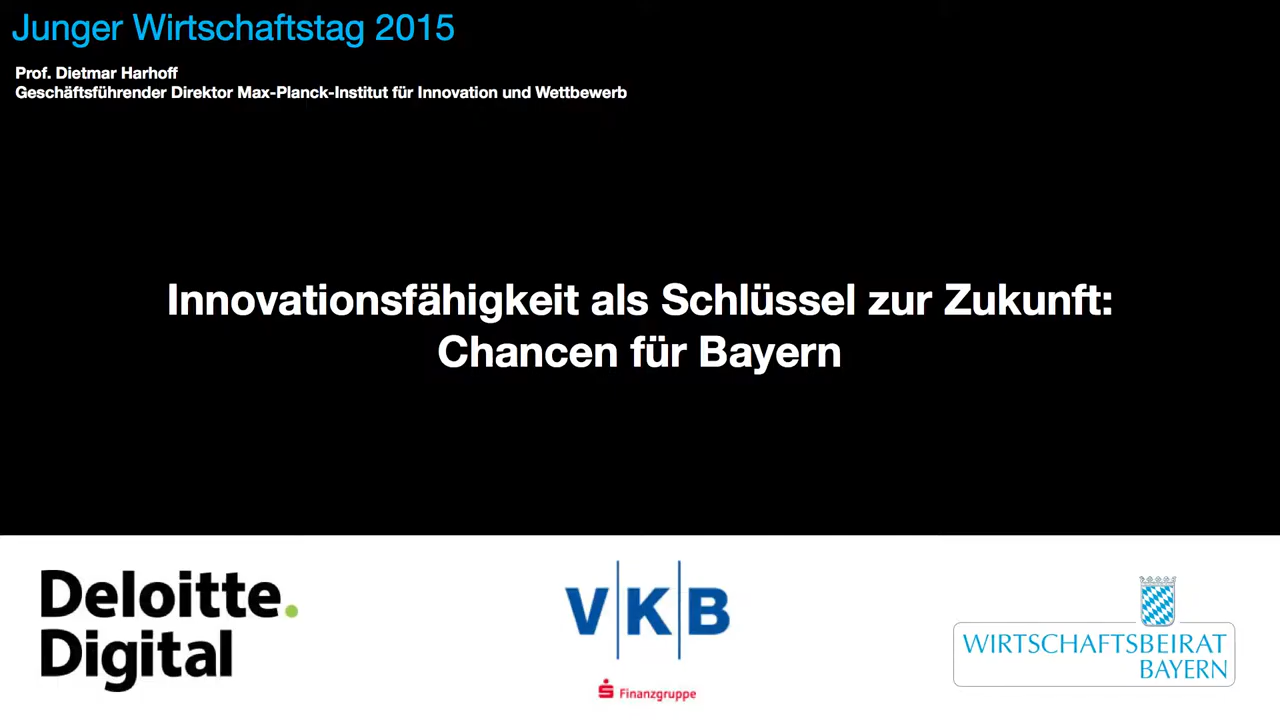 Junger Wirtschaftstag 2015
Prof. Dietmar Harhoff
Geschäftsführender Direktor Max-Planck-Institut für Innovation und Wettbewerb
Innovationsfähigkeit als Schlüssel zur Zukunft:
Chancen für Bayern
Deloitte.
Digital
VKB
Finanzgruppe
WIRTSCHAFTSBEIRAT
BAYERN